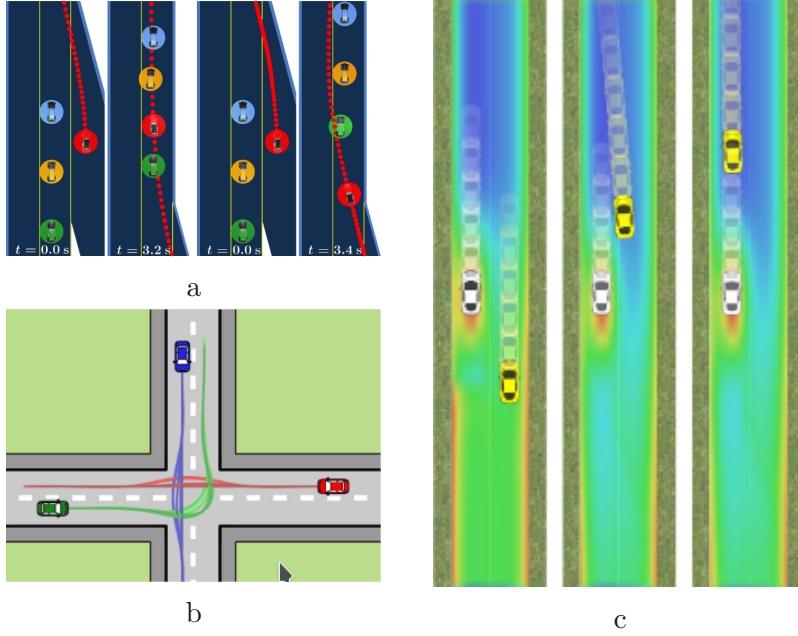 t = 0.0 s t = 3.2 s t = 0.0 s t = 3.4 s
a
b
c